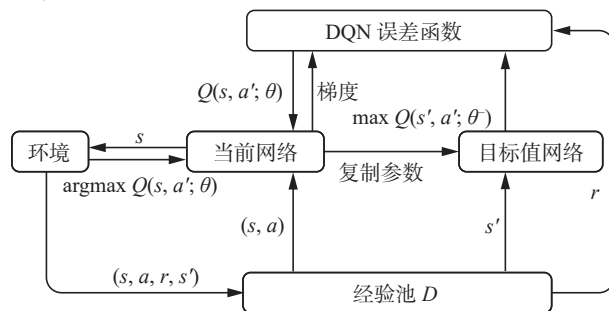 DQN 误差函数
Q(s, a′; θ)
梯度
max Q(s′, a′; θ⁻)
s
环境
当前网络
目标值网络
argmax Q(s, a′; θ)
复制参数
r
(s, a)
s′
(s, a, r, s′)
经验池 D